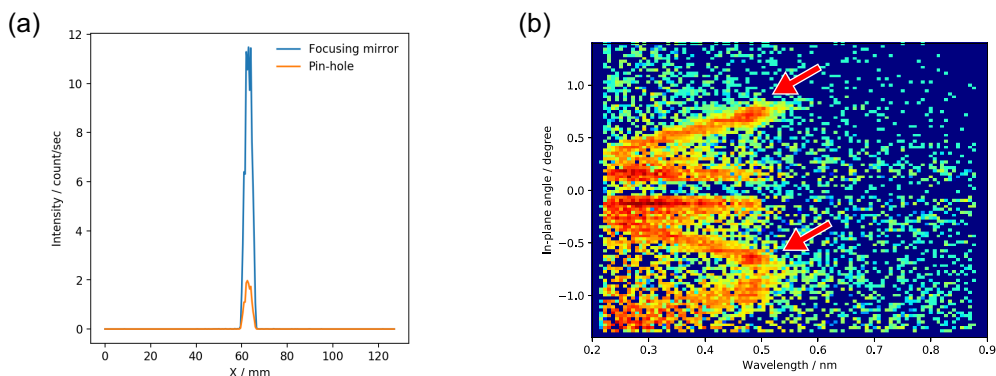 (a)
12
10
8
6
4
2
0
Intensity / count/sec
Focusing mirror
Pin-hole
0 20 40 60 80 100 120
X / mm
(b)
1.0
0.5
0.0
−0.5
−1.0
In-plane angle / degree
0.2 0.3 0.4 0.5 0.6 0.7 0.8 0.9
Wavelength / nm